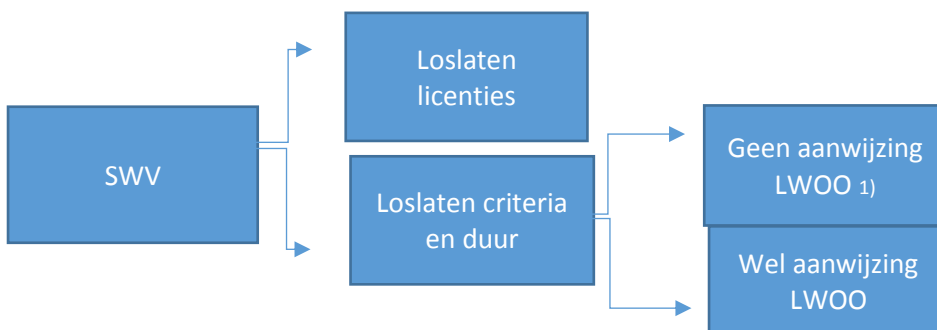 SWV
Loslaten
licenties
Loslaten criteria
en duur
Geen aanwijzing
LWOO 1)
Wel aanwijzing
LWOO